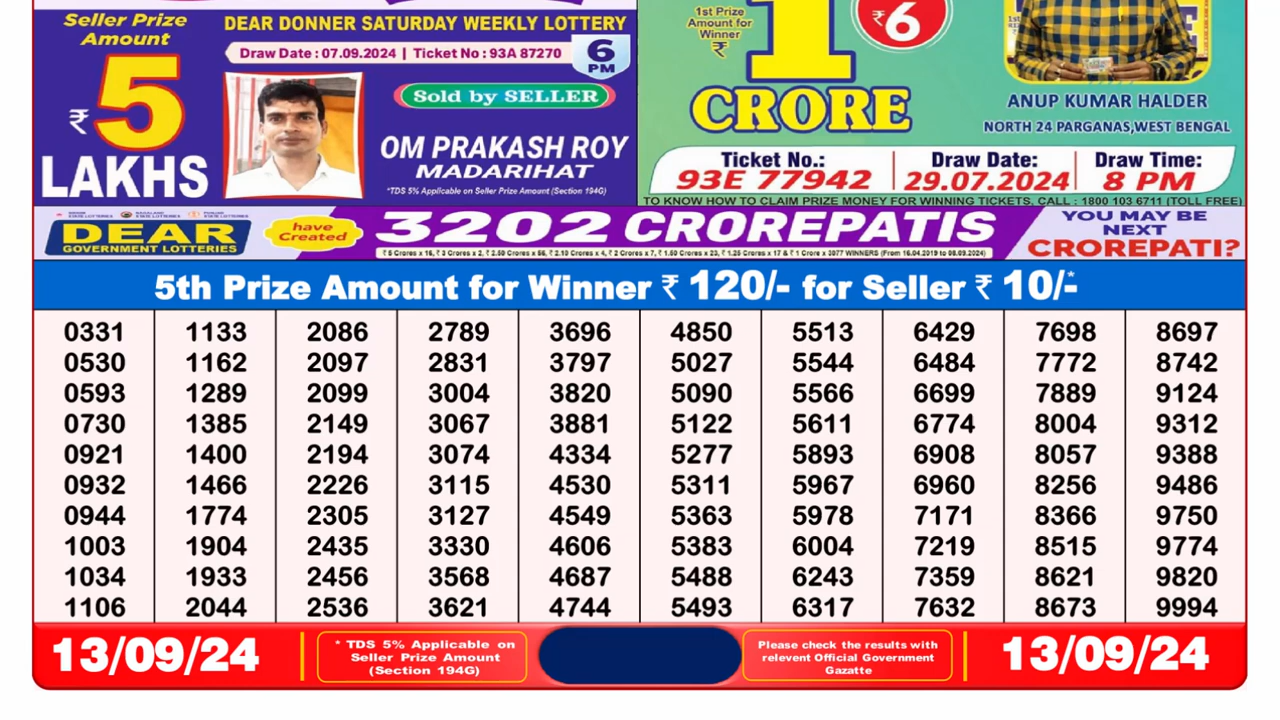 Seller Prize
Amount
₹5
LAKHS
DEAR DONNER SATURDAY WEEKLY LOTTERY
Draw Date : 07.09.2024 | Ticket No : 93A 87270
6
PM
Sold by SELLER
OM PRAKASH ROY
MADARIHAT
*TDS 5% Applicable on Seller Prize Amount (Section 194G)
1st Prize
Amount for
Winner
₹
1
CRORE
₹6
ANUP KUMAR HALDER
NORTH 24 PARGANAS,WEST BENGAL
Ticket No.:
93E 77942
Draw Date:
29.07.2024
Draw Time:
8 PM
TO KNOW HOW TO CLAIM PRIZE MONEY FOR WINNING TICKETS, CALL : 1800 103 6711 (TOLL FREE)
DEAR
GOVERNMENT LOTTERIES
have
Created
3202 CROREPATIS
YOU MAY BE
NEXT
CROREPATI?
5th Prize Amount for Winner ₹ 120/- for Seller ₹ 10/-*
0331 1133 2086 2789 3696 4850 5513 6429 7698 8697
0530 1162 2097 2831 3797 5027 5544 6484 7772 8742
0593 1289 2099 3004 3820 5090 5566 6699 7889 9124
0730 1385 2149 3067 3881 5122 5611 6774 8004 9312
0921 1400 2194 3074 4334 5277 5893 6908 8057 9388
0932 1466 2226 3115 4530 5311 5967 6960 8256 9486
0944 1774 2305 3127 4549 5363 5978 7171 8366 9750
1003 1904 2435 3330 4606 5383 6004 7219 8515 9774
1034 1933 2456 3568 4687 5488 6243 7359 8621 9820
1106 2044 2536 3621 4744 5493 6317 7632 8673 9994
13/09/24
* TDS 5% Applicable on
Seller Prize Amount
(Section 194G)
Please check the results with
relevent Official Government
Gazatte
13/09/24